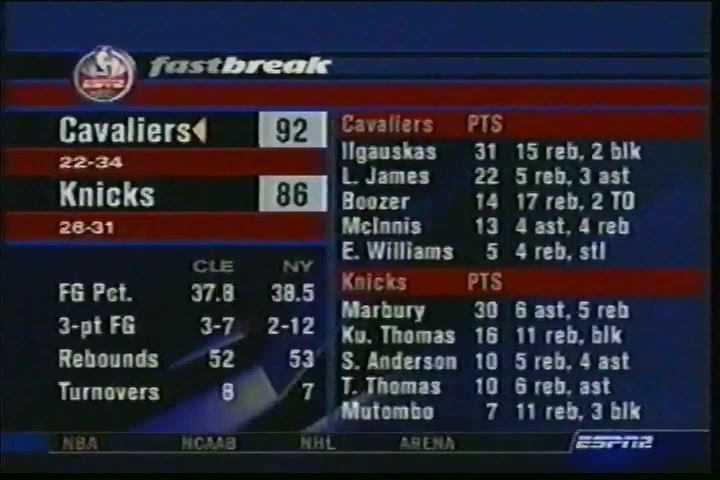 fastbreak
Cavaliers 92
22-34
Knicks 86
26-31
CLE NY
FG Pct. 37.8 38.5
3-pt FG 3-7 2-12
Rebounds 52 53
Turnovers 8 7
Cavaliers PTS
Ilgauskas 31 15 reb, 2 blk
L. James 22 5 reb, 3 ast
Boozer 14 17 reb, 2 TO
McInnis 13 4 ast, 4 reb
E. Williams 5 4 reb, stl
Knicks PTS
Marbury 30 6 ast, 5 reb
Ku. Thomas 16 11 reb, blk
S. Anderson 10 5 reb, 4 ast
T. Thomas 10 6 reb, ast
Mutombo 7 11 reb, 3 blk
NBA NCAAB NHL ARENA ESPN2